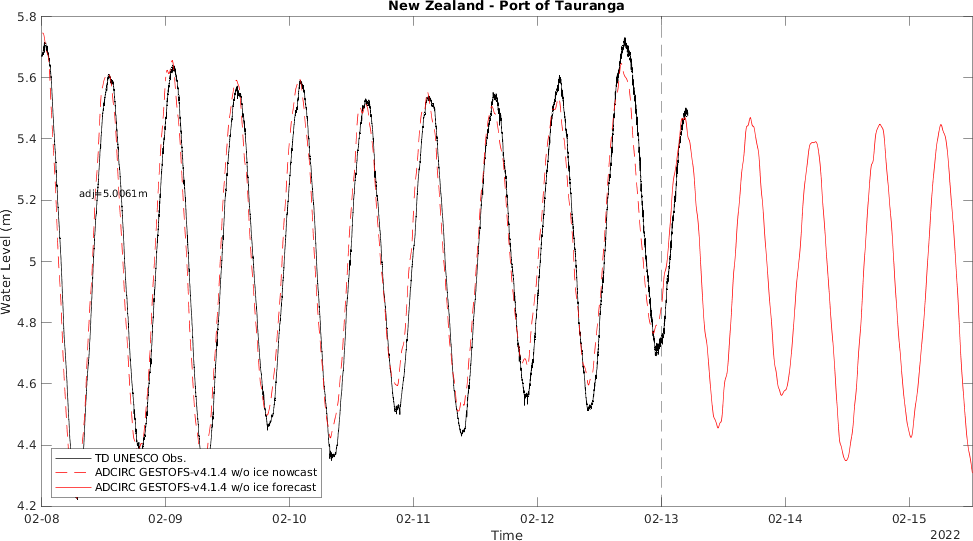 New Zealand - Port of Tauranga
5.8
5.6
5.4
5.2
5
4.8
4.6
4.4
4.2
Water Level (m)
adj=5.0061m
TD UNESCO Obs.
ADCIRC GESTOFS-v4.1.4 w/o ice nowcast
ADCIRC GESTOFS-v4.1.4 w/o ice forecast
02-08 02-09 02-10 02-11 02-12 02-13 02-14 02-15
Time
2022